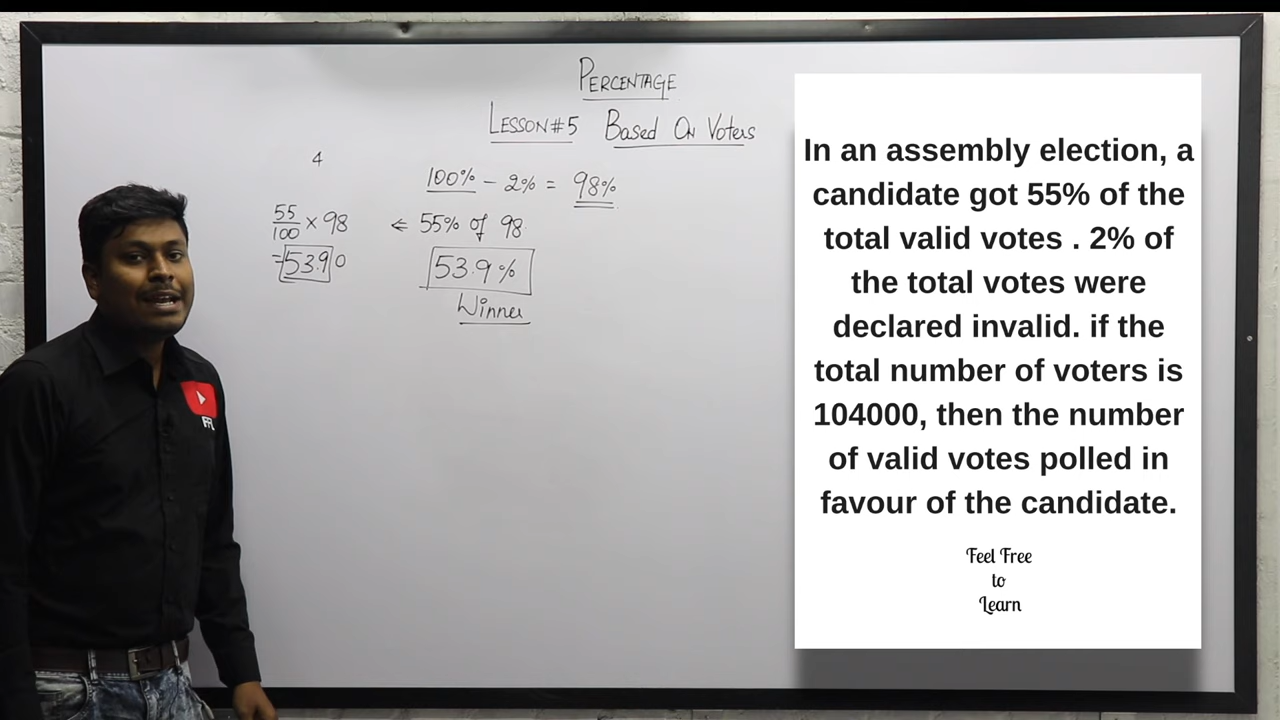 PERCENTAGE
LESSON#5 Based On Voters
4
100% - 2% = 98%
55/100 × 98 ⇐ 55% of 98
= 53.90 53.9%
Winner
In an assembly election, a
candidate got 55% of the
total valid votes . 2% of
the total votes were
declared invalid. if the
total number of voters is
104000, then the number
of valid votes polled in
favour of the candidate.
Feel Free
to
Learn
FFL